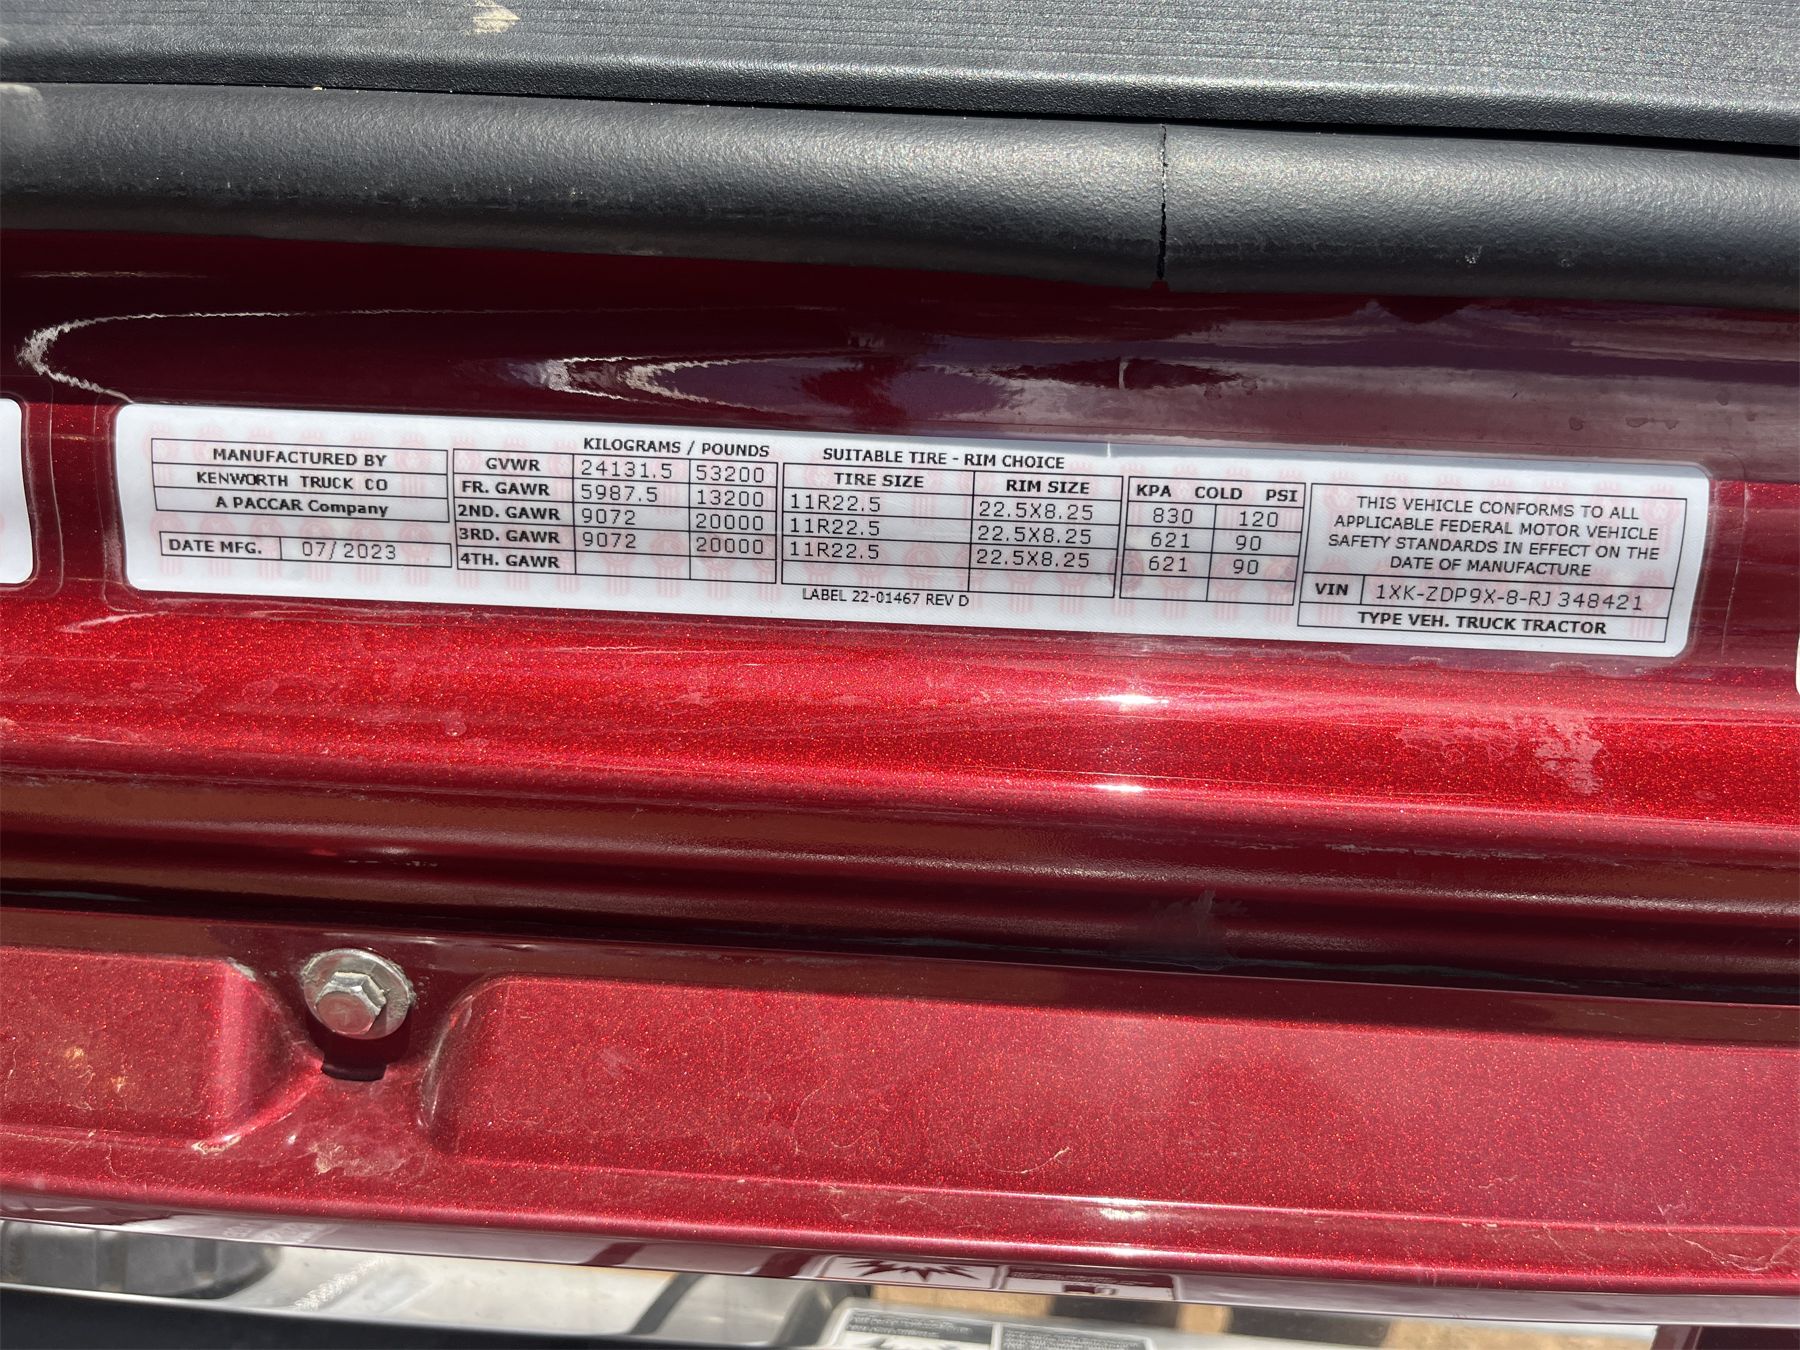 MANUFACTURED BY
KENWORTH TRUCK CO
A PACCAR Company
DATE MFG. 07/2023
KILOGRAMS / POUNDS
GVWR 24131.5 53200
FR. GAWR 5987.5 13200
2ND. GAWR 9072 20000
3RD. GAWR 9072 20000
4TH. GAWR
SUITABLE TIRE - RIM CHOICE
TIRE SIZE RIM SIZE
11R22.5 22.5X8.25
11R22.5 22.5X8.25
11R22.5 22.5X8.25
LABEL 22-01467 REV D
KPA COLD PSI
830 120
621 90
621 90
THIS VEHICLE CONFORMS TO ALL
APPLICABLE FEDERAL MOTOR VEHICLE
SAFETY STANDARDS IN EFFECT ON THE
DATE OF MANUFACTURE
VIN 1XK-ZDP9X-8-RJ348421
TYPE VEH. TRUCK TRACTOR